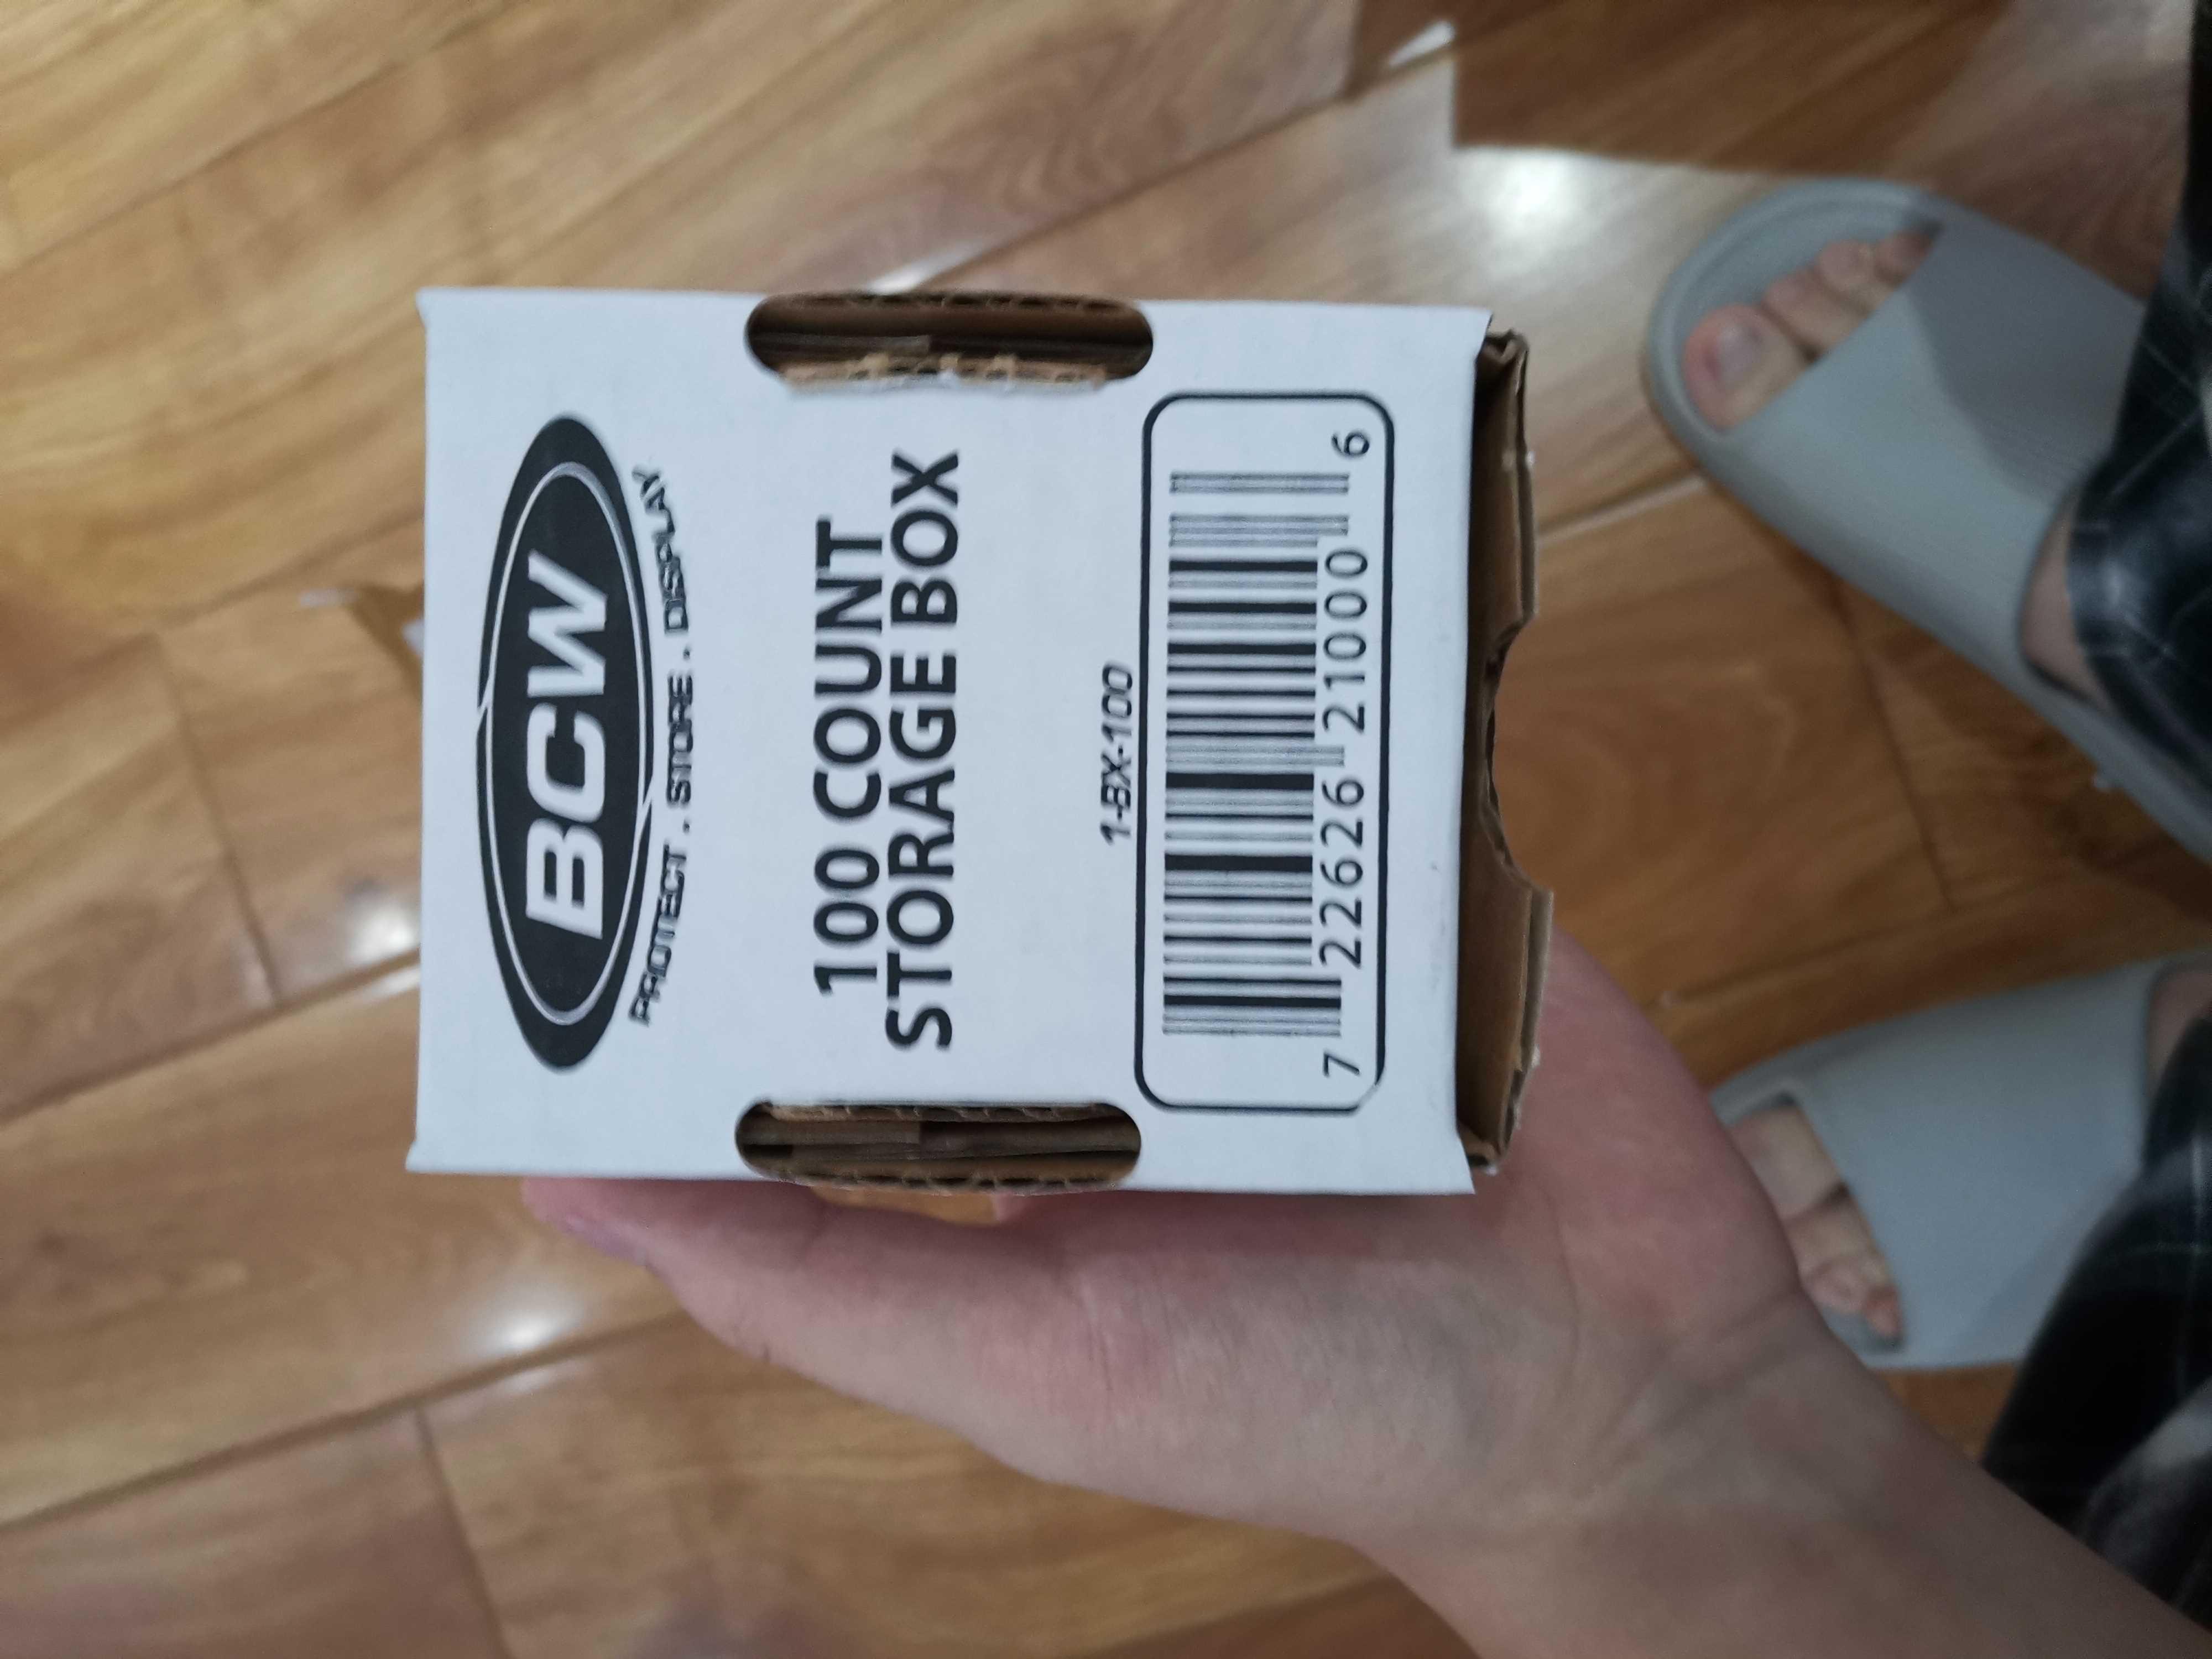 BCW
PROTECT . STORE . DISPLAY
100 COUNT
STORAGE BOX
1-BX-100
7 22626 21000 6